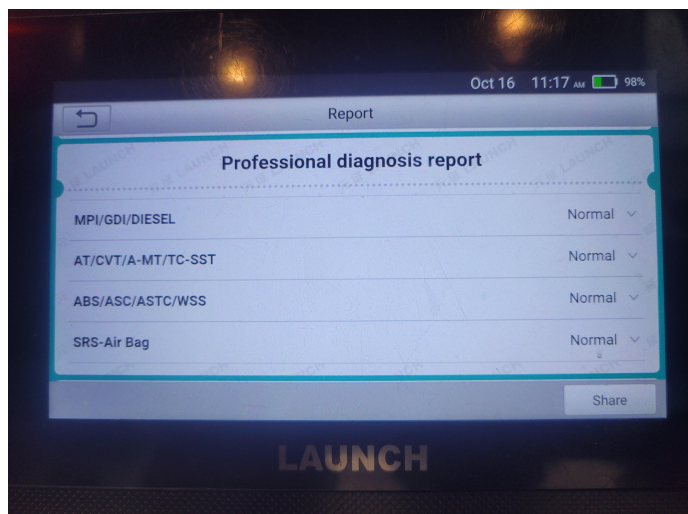 Oct 16 11:17 AM 98%
Report
Professional diagnosis report
MPI/GDI/DIESEL Normal
AT/CVT/A-MT/TC-SST Normal
ABS/ASC/ASTC/WSS Normal
SRS-Air Bag Normal
Share
LAUNCH